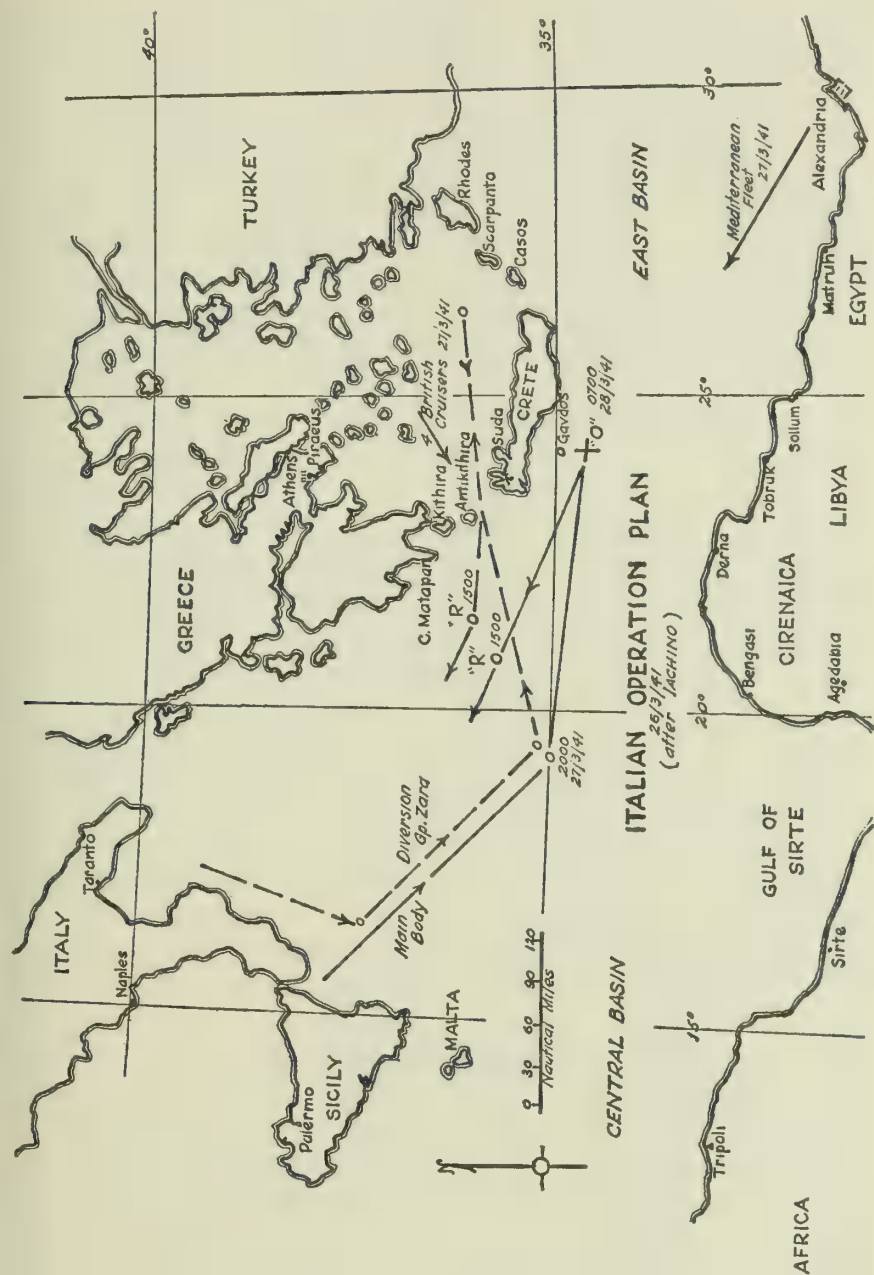 40°
35°
30°
25°
20°
15°
ITALY
Taranto
Naples
Palermo
SICILY
MALTA
GREECE
TURKEY
Athens
Piraeus
C. Matapan
Kithira
Antikithira
Suda
CRETE
Gavdos
Rhodes
Scarpanto
Casos
4 British
Cruisers 27/3/41
"R"
1500
"R"
1500
"O" 0700
28/3/41
2000
27/3/41
Diversion
Gp. Zara
Main
Body
0 30 60 90 120
Nautical Miles
N
CENTRAL BASIN
EAST BASIN
Mediterranean
Fleet
27/3/41
ITALIAN OPERATION PLAN
26/3/41
(after IACHINO)
GULF OF
SIRTE
Tripoli
Sirte
Agedabia
Bengasi
CIRENAICA
Derna
Tobruk
LIBYA
Sollum
Matruh
EGYPT
Alexandria
AFRICA